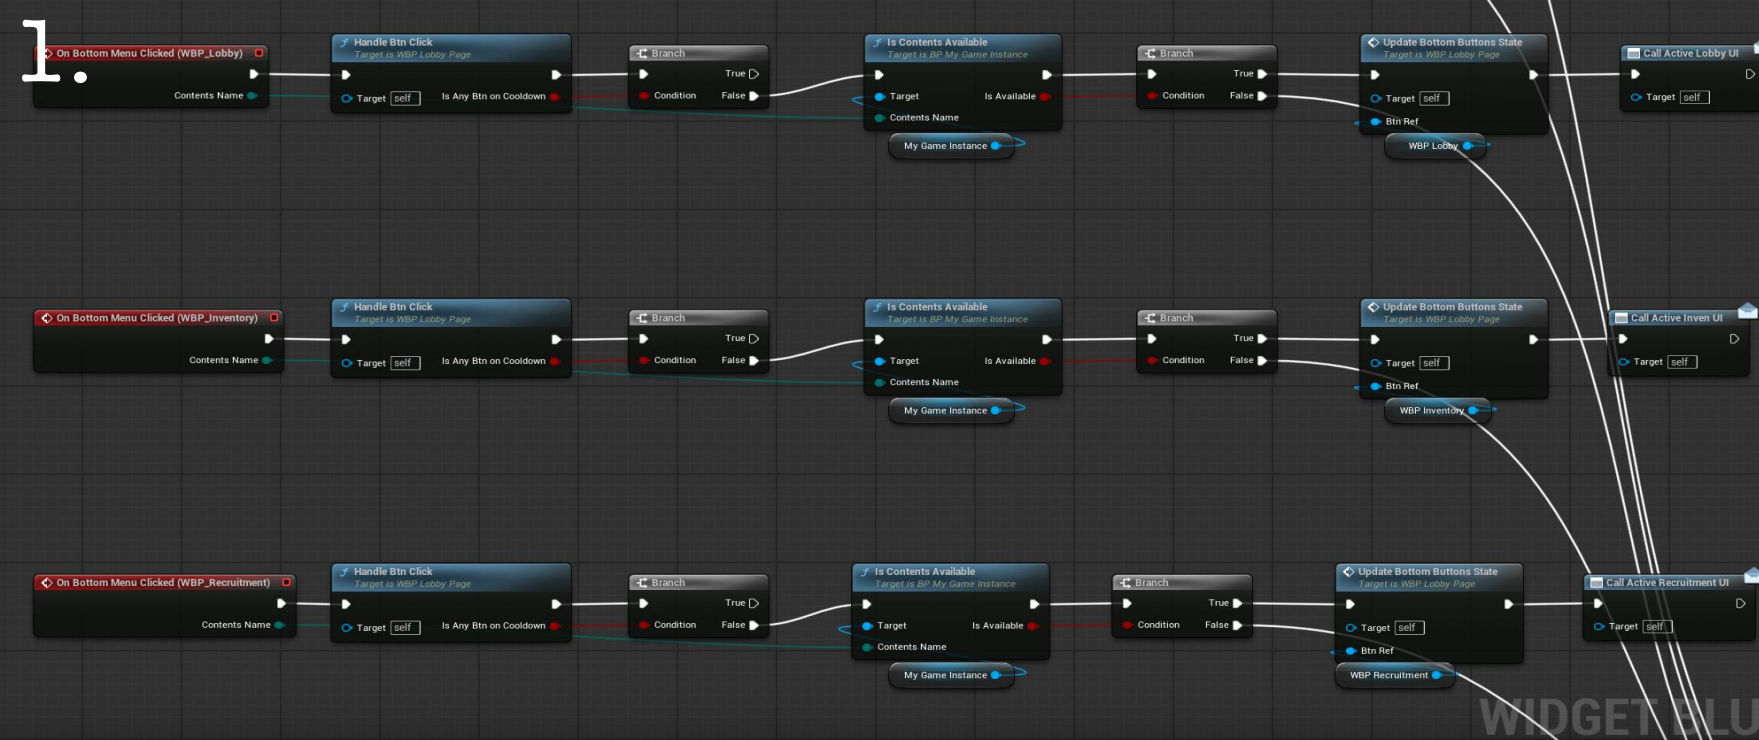 1.
On Bottom Menu Clicked (WBP_Lobby)
Contents Name
Handle Btn Click
Target is WBP Lobby Page
Target self
Is Any Btn on Cooldown
Branch
True
Condition
False
Is Contents Available
Target is BP My Game Instance
Target
Is Available
Contents Name
My Game Instance
Branch
True
Condition
False
Update Bottom Buttons State
Target is WBP Lobby Page
Target self
Btn Ref
WBP Lobby
Call Active Lobby UI
Target self
On Bottom Menu Clicked (WBP_Inventory)
Contents Name
Handle Btn Click
Target is WBP Lobby Page
Target self
Is Any Btn on Cooldown
Branch
True
Condition
False
Is Contents Available
Target is BP My Game Instance
Target
Is Available
Contents Name
My Game Instance
Branch
True
Condition
False
Update Bottom Buttons State
Target is WBP Lobby Page
Target self
Btn Ref
WBP Inventory
Call Active Inven UI
Target self
On Bottom Menu Clicked (WBP_Recruitment)
Contents Name
Handle Btn Click
Target is WBP Lobby Page
Target self
Is Any Btn on Cooldown
Branch
True
Condition
False
Is Contents Available
Target is BP My Game Instance
Target
Is Available
Contents Name
My Game Instance
Branch
True
Condition
False
Update Bottom Buttons State
Target is WBP Lobby Page
Target self
Btn Ref
WBP Recruitment
Call Active Recruitment UI
Target self
WIDGET BLU